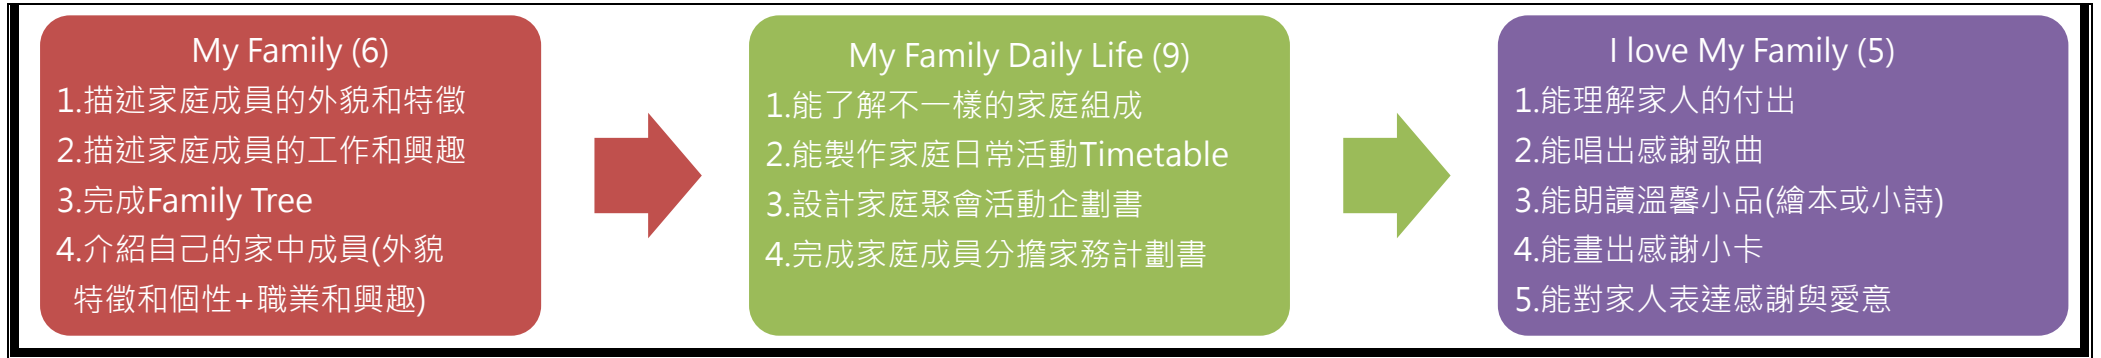 My Family (6)
1.描述家庭成員的外貌和特徵
2.描述家庭成員的工作和興趣
3.完成Family Tree
4.介紹自己的家中成員(外貌
特徵和個性+職業和興趣)
My Family Daily Life (9)
1.能了解不一樣的家庭組成
2.能製作家庭日常活動Timetable
3.設計家庭聚會活動企劃書
4.完成家庭成員分擔家務計劃書
I love My Family (5)
1.能理解家人的付出
2.能唱出感謝歌曲
3.能朗讀溫馨小品(繪本或小詩)
4.能畫出感謝小卡
5.能對家人表達感謝與愛意